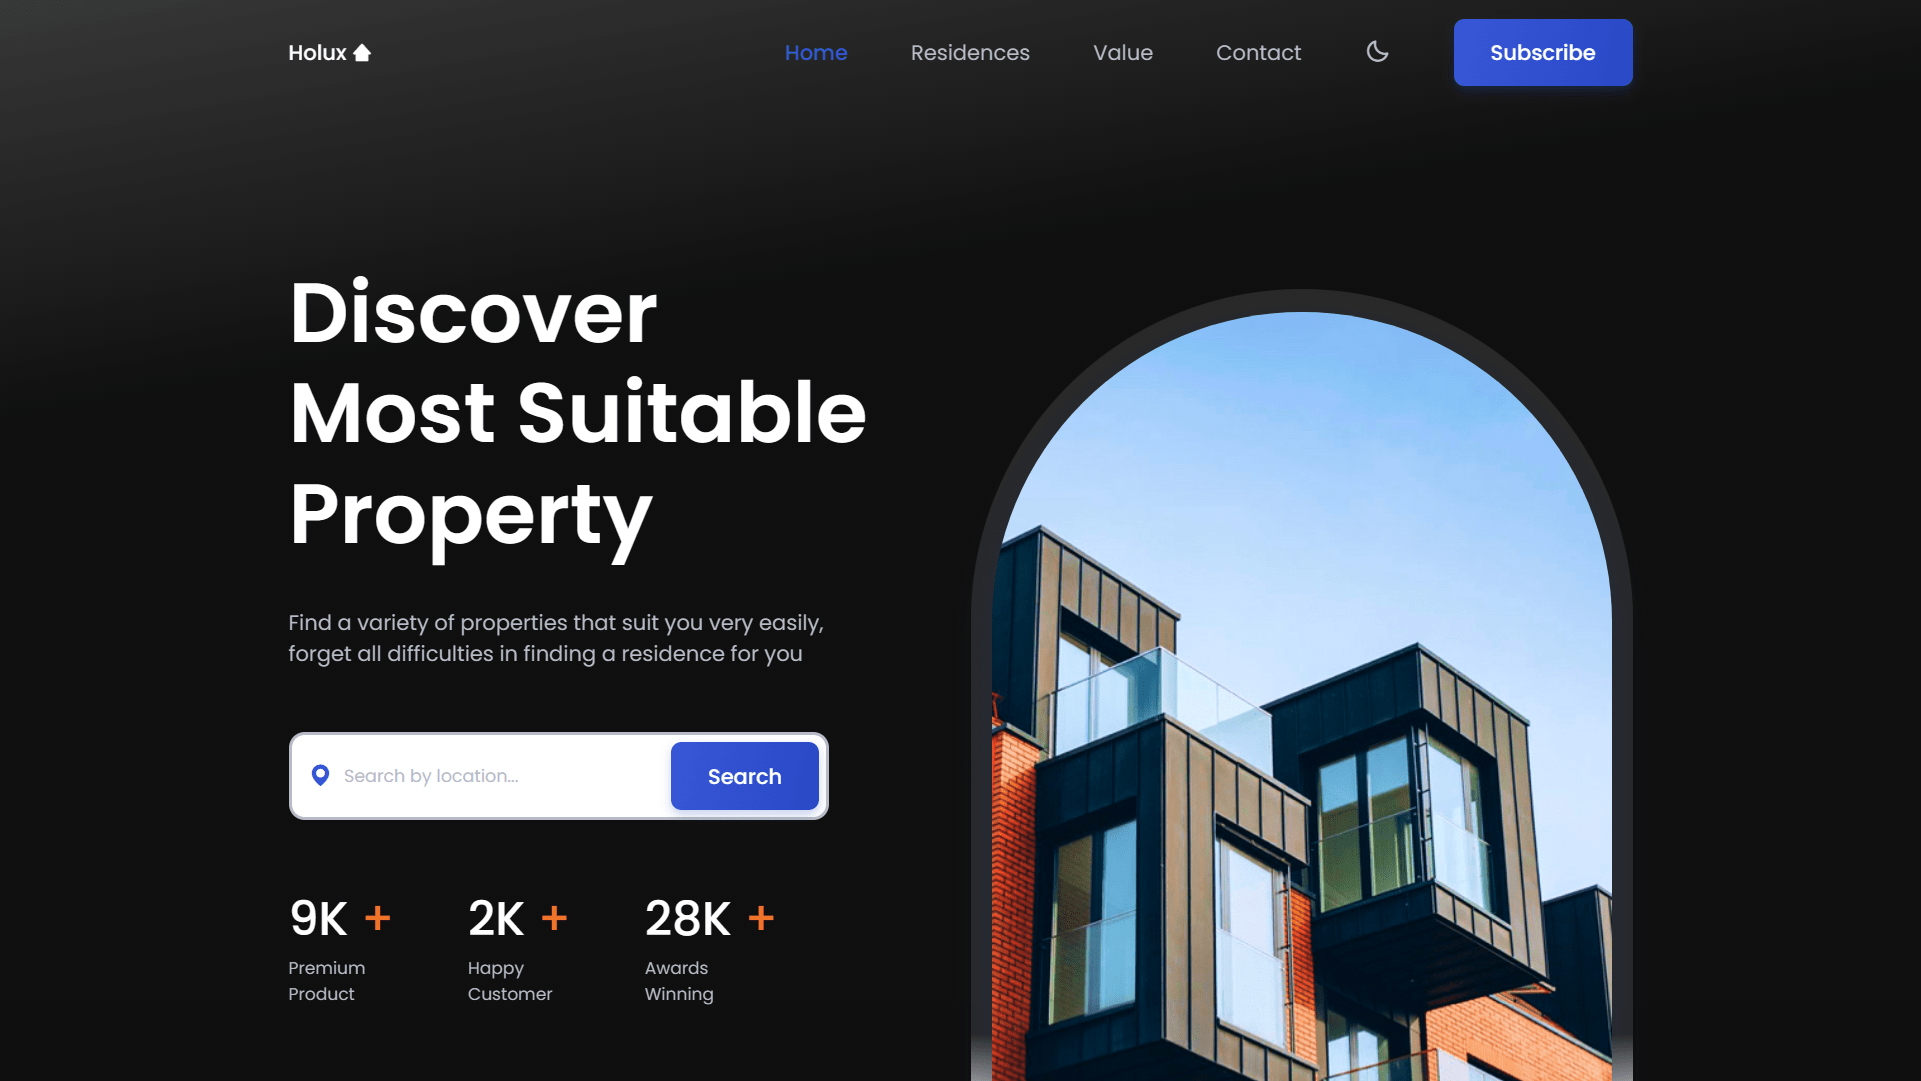 Holux
Home
Residences
Value
Contact
Subscribe
Discover
Most Suitable
Property
Find a variety of properties that suit you very easily,
forget all difficulties in finding a residence for you
Search by location...
Search
9K +
2K +
28K +
Premium
Product
Happy
Customer
Awards
Winning